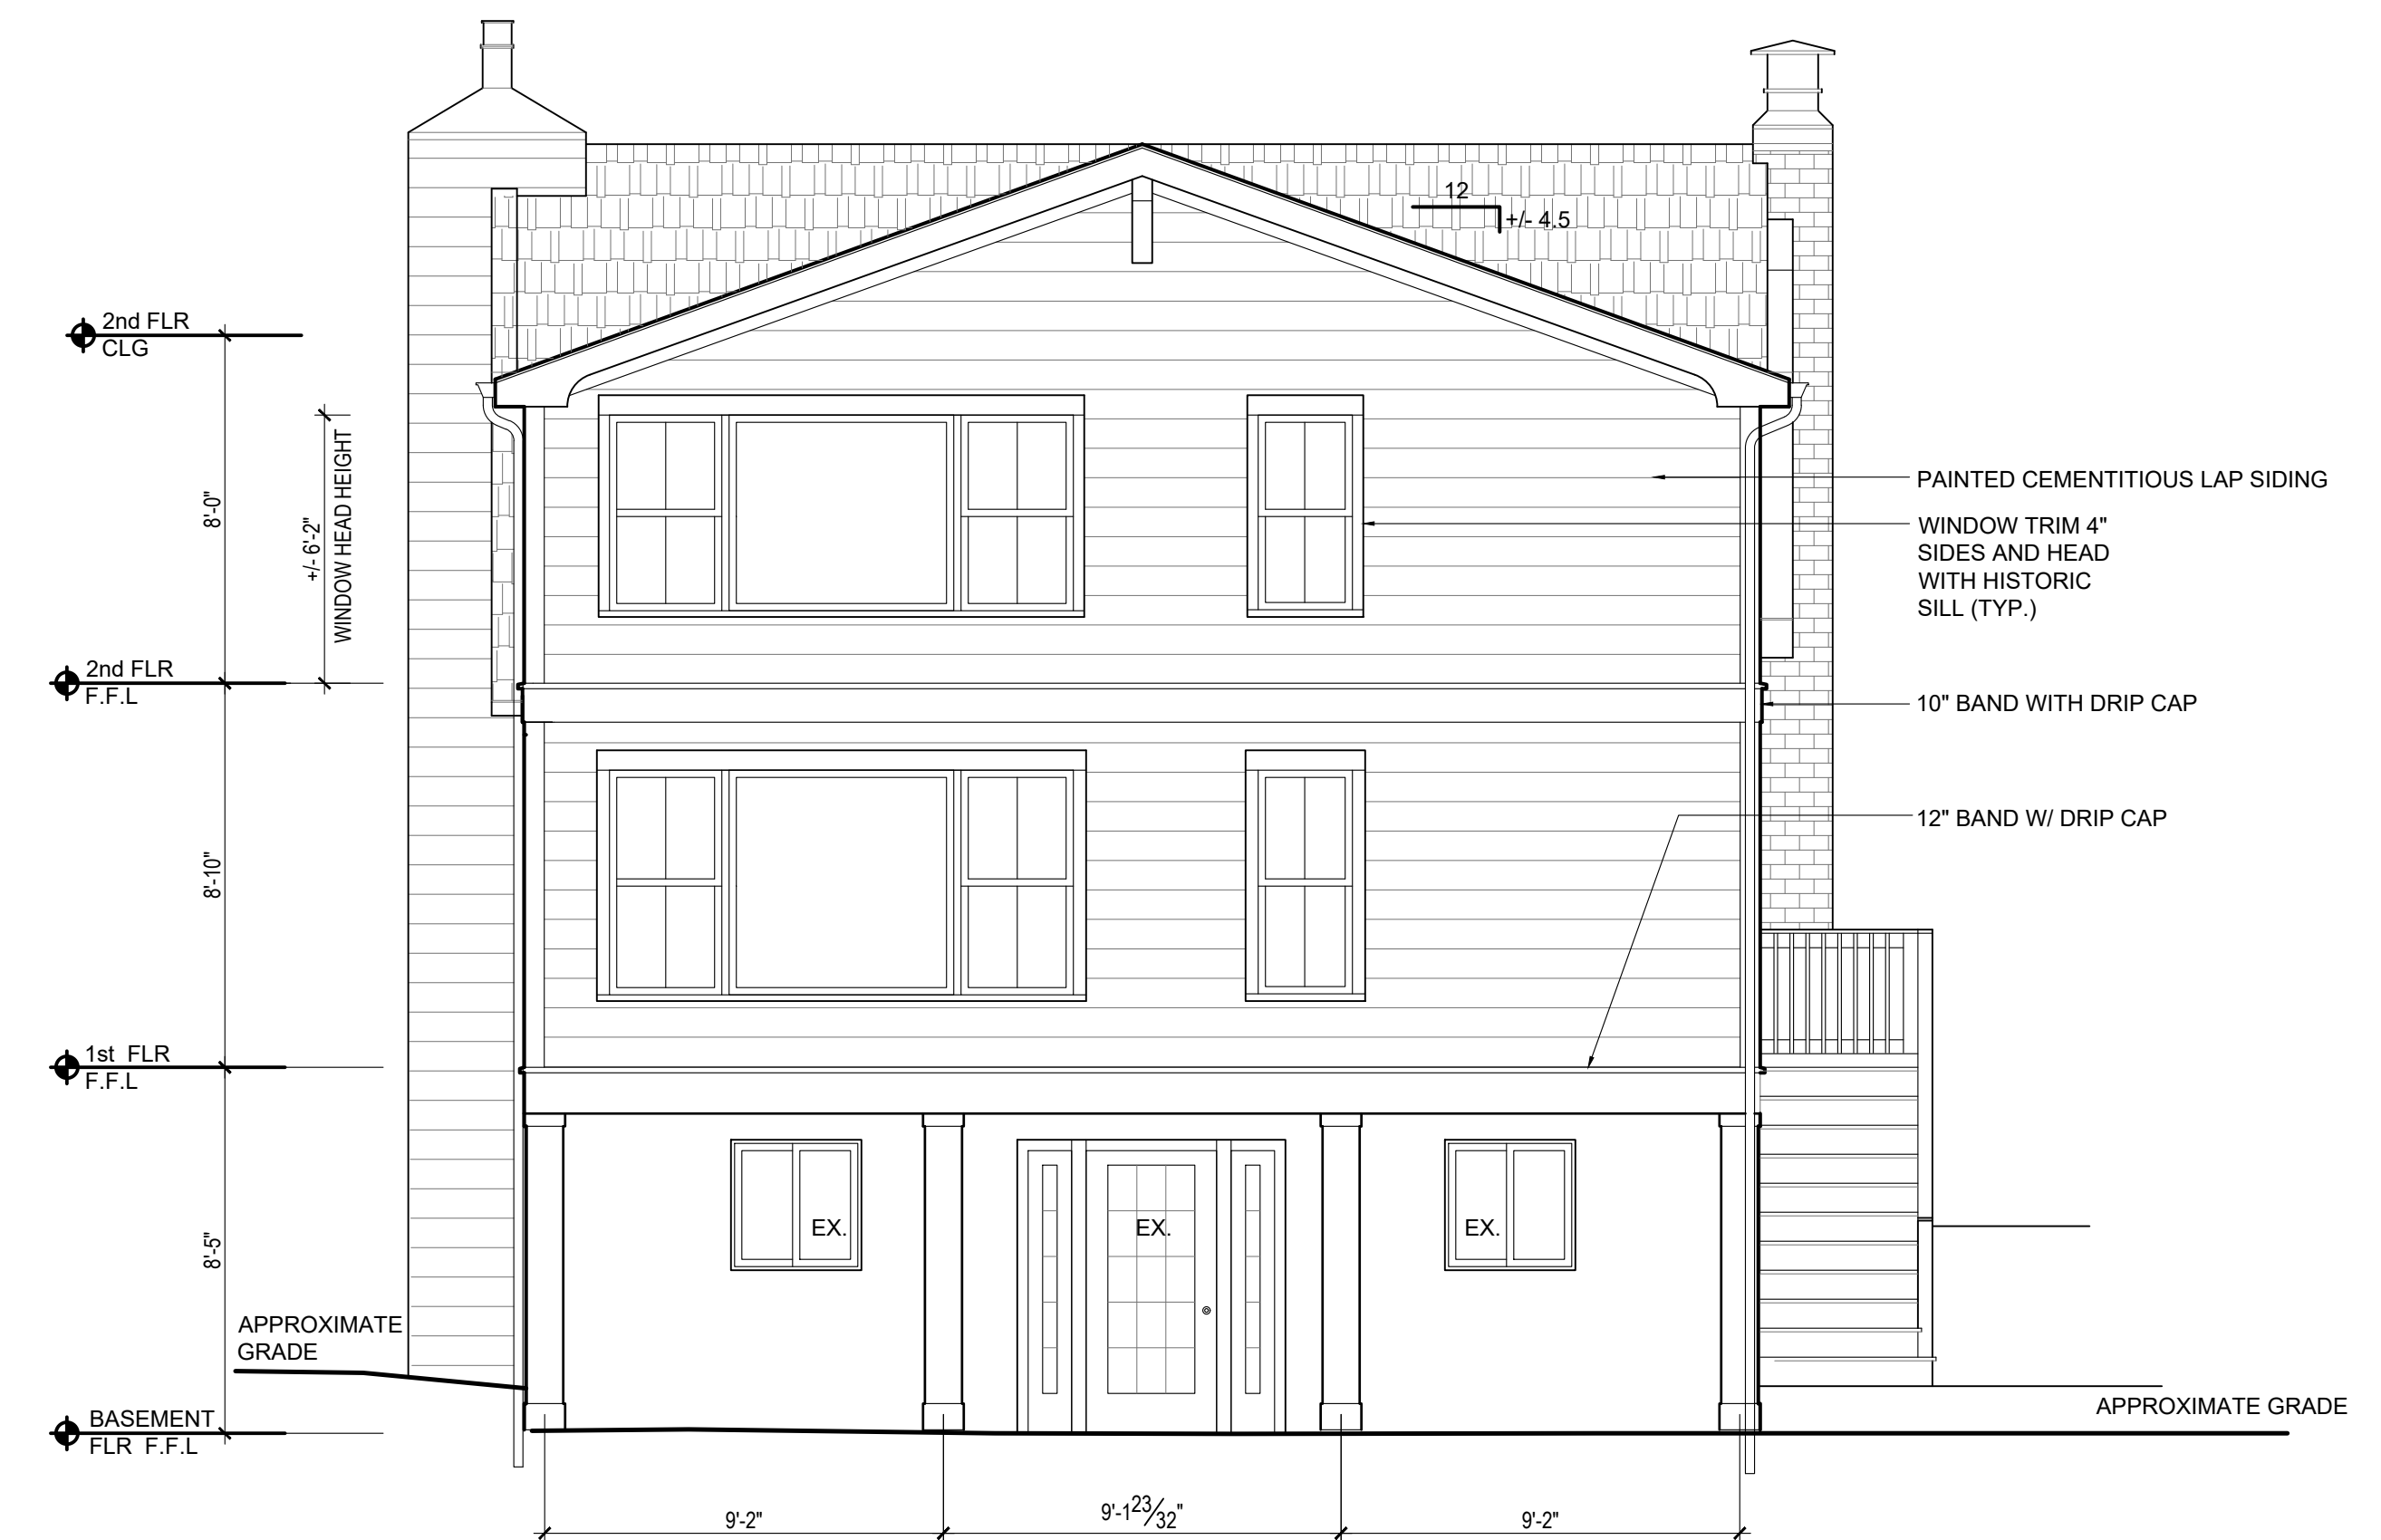 12
+/- 4.5
2nd FLR
CLG
8'-0"
+/- 6'-2"
WINDOW HEAD HEIGHT
PAINTED CEMENTITIOUS LAP SIDING
WINDOW TRIM 4"
SIDES AND HEAD
WITH HISTORIC
SILL (TYP.)
2nd FLR
F.F.L
10" BAND WITH DRIP CAP
12" BAND W/ DRIP CAP
8'-10"
1st FLR
F.F.L
EX.
EX.
EX.
8'-5"
APPROXIMATE
GRADE
APPROXIMATE GRADE
BASEMENT
FLR F.F.L
9'-2"
9'-1 23/32"
9'-2"